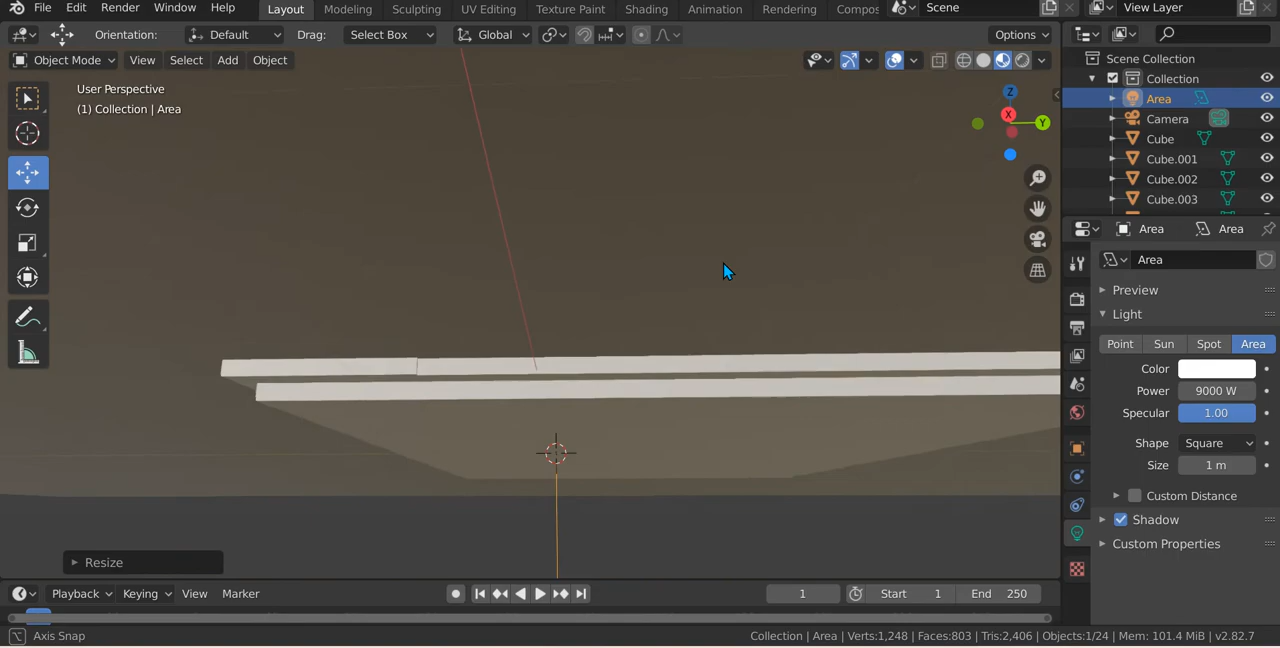 File Edit Render Window Help Layout Modeling Sculpting UV Editing Texture Paint Shading Animation Rendering Compos Scene View Layer
Orientation: Default Drag: Select Box Global Options
Object Mode View Select Add Object
User Perspective
(1) Collection | Area
Z
X
Y
Scene Collection
Collection
Area
Camera
Cube
Cube.001
Cube.002
Cube.003
Area Area
Area
Preview
Light
Point Sun Spot Area
Color
Power 9000 W
Specular 1.00
Shape Square
Size 1 m
Custom Distance
Shadow
Custom Properties
Resize
Playback Keying View Marker 1 Start 1 End 250
Axis Snap Collection | Area | Verts:1,248 | Faces:803 | Tris:2,406 | Objects:1/24 | Mem: 101.4 MiB | v2.82.7